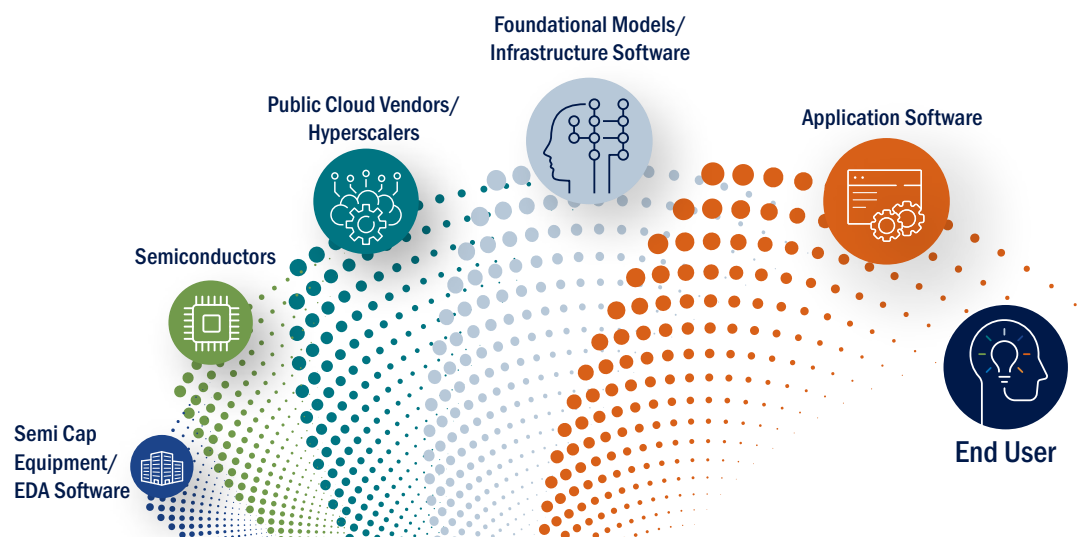 Foundational Models/
Infrastructure Software
Public Cloud Vendors/
Hyperscalers
Application Software
Semiconductors
Semi Cap
Equipment/
EDA Software
End User